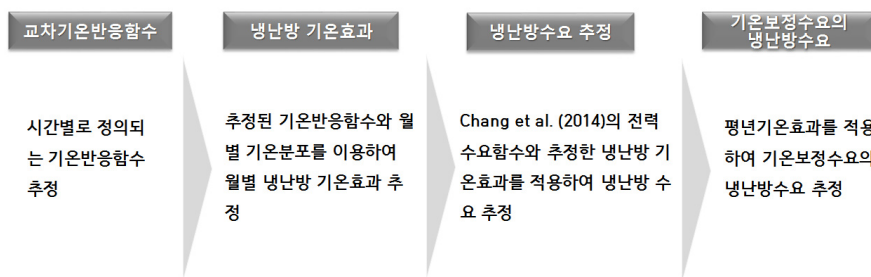 교차기온반응함수
냉난방 기온효과
냉난방수요 추정
기온보정수요의
냉난방수요
시간별로 정의되
는 기온반응함수
추정
추정된 기온반응함수와 월
별 기온분포를 이용하여
월별 냉난방 기온효과 추
정
Chang et al. (2014)의 전력
수요함수와 추정한 냉난방 기
온효과를 적용하여 냉난방 수
요 추정
평년기온효과를 적용
하여 기온보정수요의
냉난방수요 추정